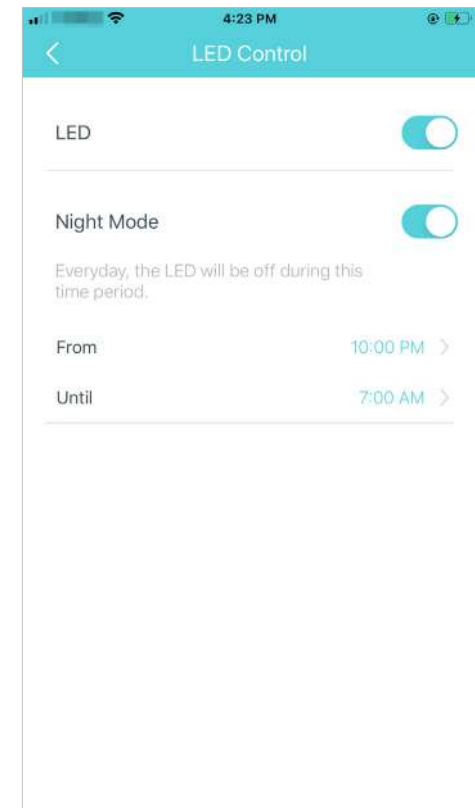 4:23 PM
LED Control
LED
Night Mode
Everyday, the LED will be off during this
time period.
From 10:00 PM
Until 7:00 AM